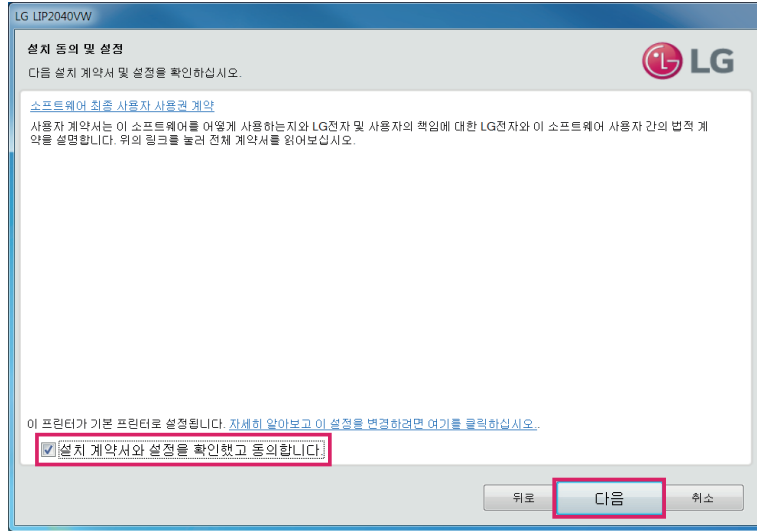 LG LIP2040VW
설치 동의 및 설정
다음 설치 계약서 및 설정을 확인하십시오.
LG
소프트웨어 최종 사용자 사용권 계약
사용자 계약서는 이 소프트웨어를 어떻게 사용하는지와 LG전자 및 사용자의 책임에 대한 LG전자와 이 소프트웨어 사용자 간의 법적 계
약을 설명합니다. 위의 링크를 눌러 전체 계약서를 읽어보십시오.
이 프린터가 기본 프린터로 설정됩니다. 자세히 알아보고 이 설정을 변경하려면 여기를 클릭하십시오..
설치 계약서와 설정을 확인했고 동의합니다.
뒤로 다음 취소